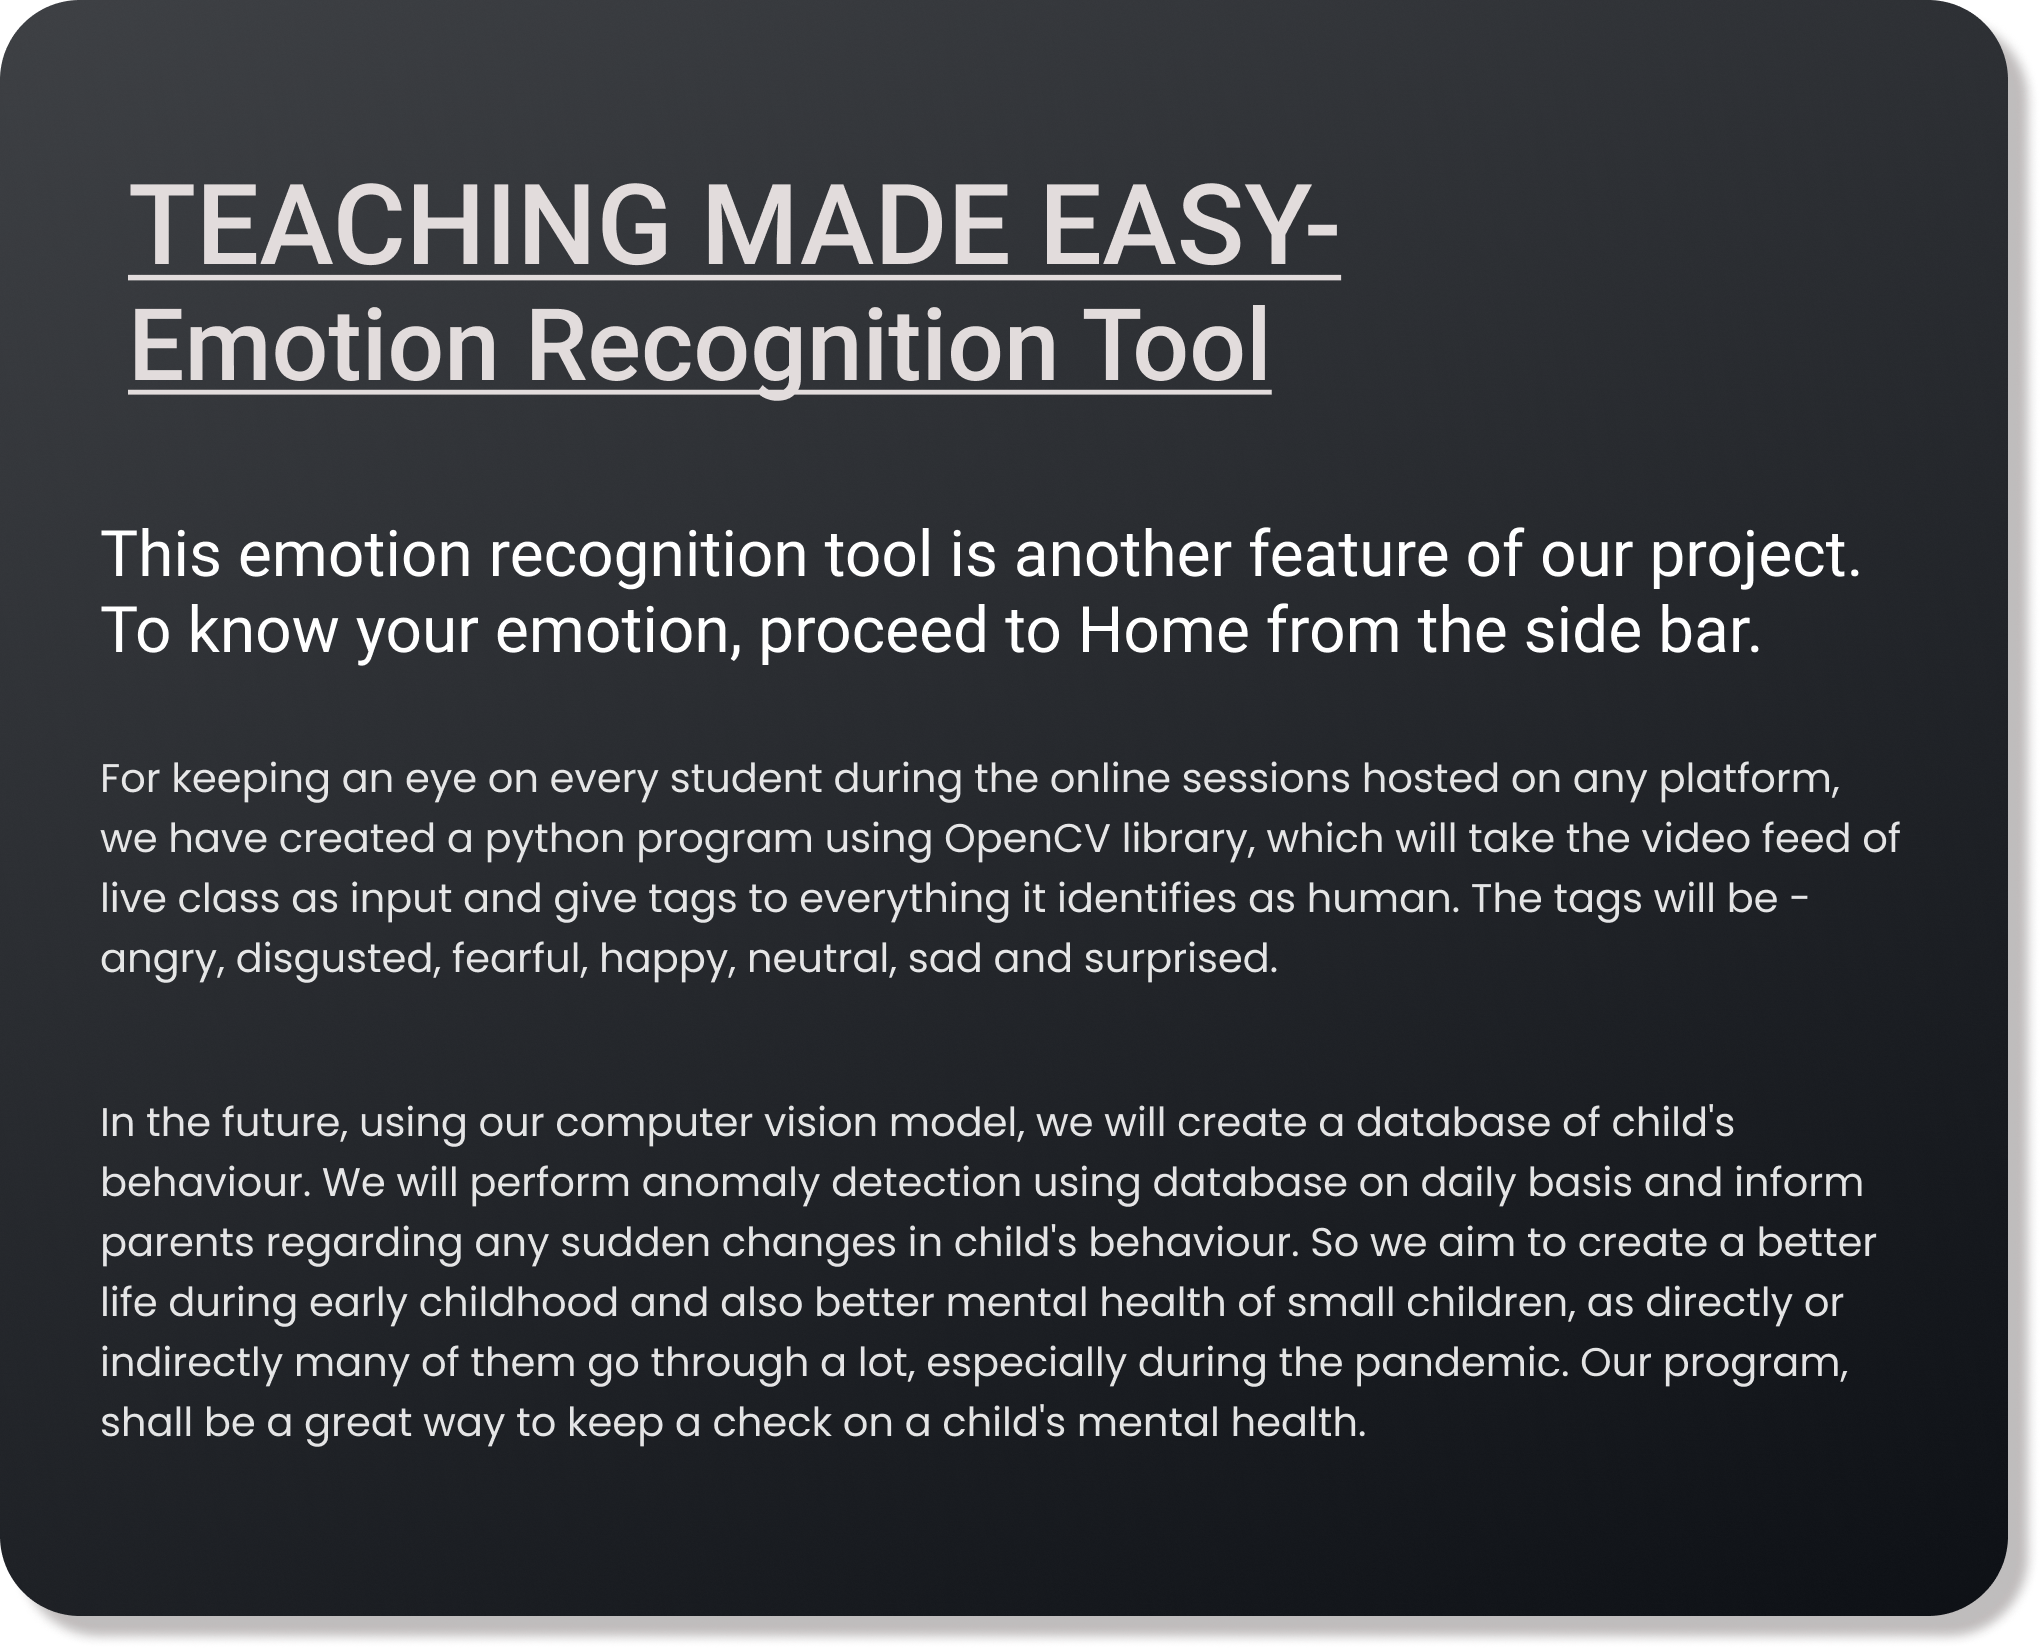 TEACHING MADE EASY-
Emotion Recognition Tool
This emotion recognition tool is another feature of our project.
To know your emotion, proceed to Home from the side bar.
For keeping an eye on every student during the online sessions hosted on any platform,
we have created a python program using OpenCV library, which will take the video feed of
live class as input and give tags to everything it identifies as human. The tags will be -
angry, disgusted, fearful, happy, neutral, sad and surprised.
In the future, using our computer vision model, we will create a database of child's
behaviour. We will perform anomaly detection using database on daily basis and inform
parents regarding any sudden changes in child's behaviour. So we aim to create a better
life during early childhood and also better mental health of small children, as directly or
indirectly many of them go through a lot, especially during the pandemic. Our program,
shall be a great way to keep a check on a child's mental health.